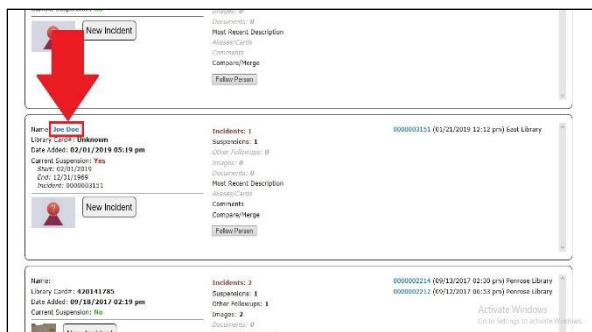 Current Suspension: No
New Incident
Images: 0
Documents: 0
Most Recent Description
Aliases/Cards
Comments
Compare/Merge
Follow Person
Name: Joe Doe
Library Card#: Unknown
Date Added: 02/01/2019 05:19 pm
Current Suspension: Yes
Start: 02/01/2019
End: 12/31/1969
Incident: 0000003151
New Incident
Incidents: 1
Suspensions: 1
Other Followups: 0
Images: 0
Documents: 0
Most Recent Description
Aliases/Cards
Comments
Compare/Merge
Follow Person
0000003151 (01/21/2019 12:12 pm) East Library
Name:
Library Card#: 420141785
Date Added: 09/18/2017 02:19 pm
Current Suspension: No
New Incident
Incidents: 2
Suspensions: 1
Other Followups: 1
Images: 2
Documents: 0
0000002214 (09/13/2017 02:30 pm) Penrose Library
0000002212 (09/12/2017 06:53 pm) Penrose Library
Activate Windows
Go to Settings to activate Windows.